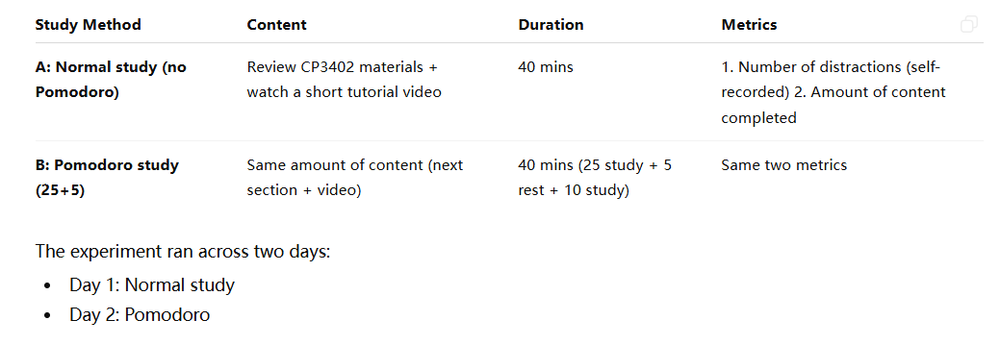 Study Method Content Duration Metrics
A: Normal study (no Review CP3402 materials + 40 mins 1. Number of distractions (self-
Pomodoro) watch a short tutorial video recorded) 2. Amount of content
completed
B: Pomodoro study Same amount of content (next 40 mins (25 study + 5 Same two metrics
(25+5) section + video) rest + 10 study)
The experiment ran across two days:
• Day 1: Normal study
• Day 2: Pomodoro